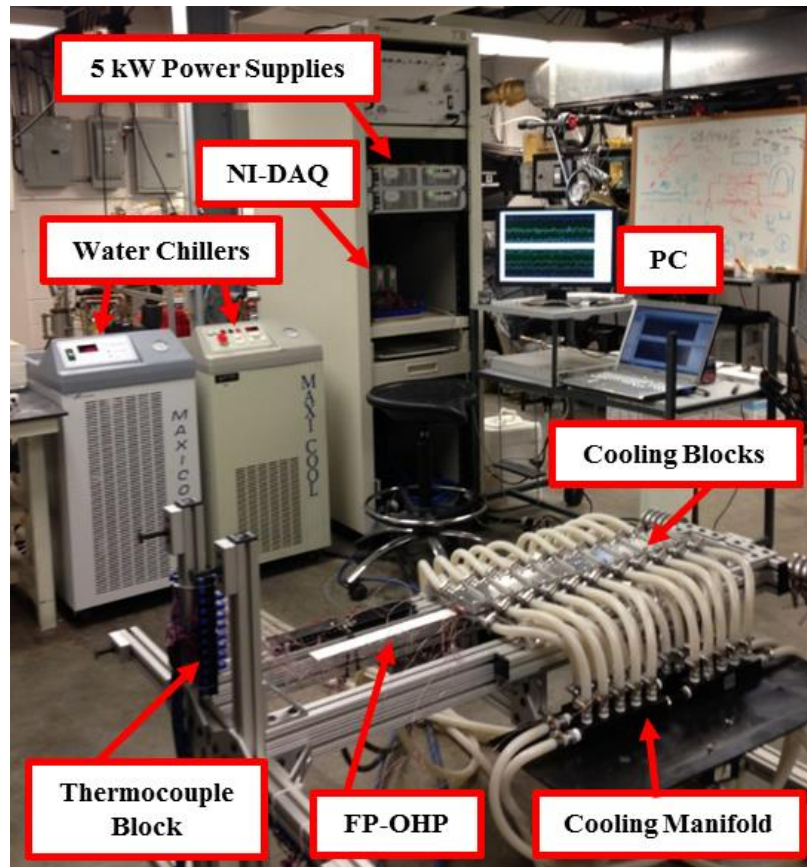 5 kW Power Supplies
NI-DAQ
Water Chillers
PC
MAXICOOL
MAXI COOL
Cooling Blocks
Thermocouple
Block
FP-OHP
Cooling Manifold